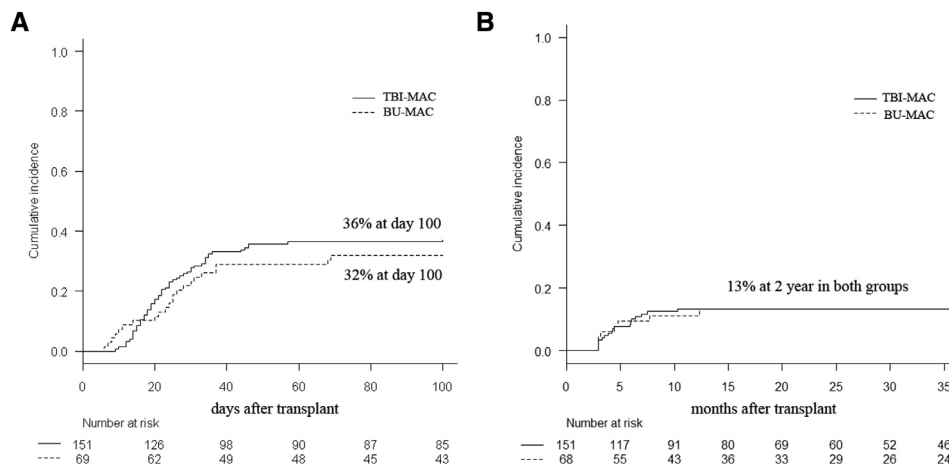 A
1.0
0.8
0.6
0.4
0.2
0.0
Cumulative incidence
TBI-MAC
BU-MAC
36% at day 100
32% at day 100
0 20 40 60 80 100
days after transplant
Number at risk
151 126 98 90 87 85
69 62 49 48 45 43
B
1.0
0.8
0.6
0.4
0.2
0.0
Cumulative incidence
TBI-MAC
BU-MAC
13% at 2 year in both groups
0 5 10 15 20 25 30 35
months after transplant
Number at risk
151 117 91 80 69 60 52 46
68 55 43 36 33 29 26 24